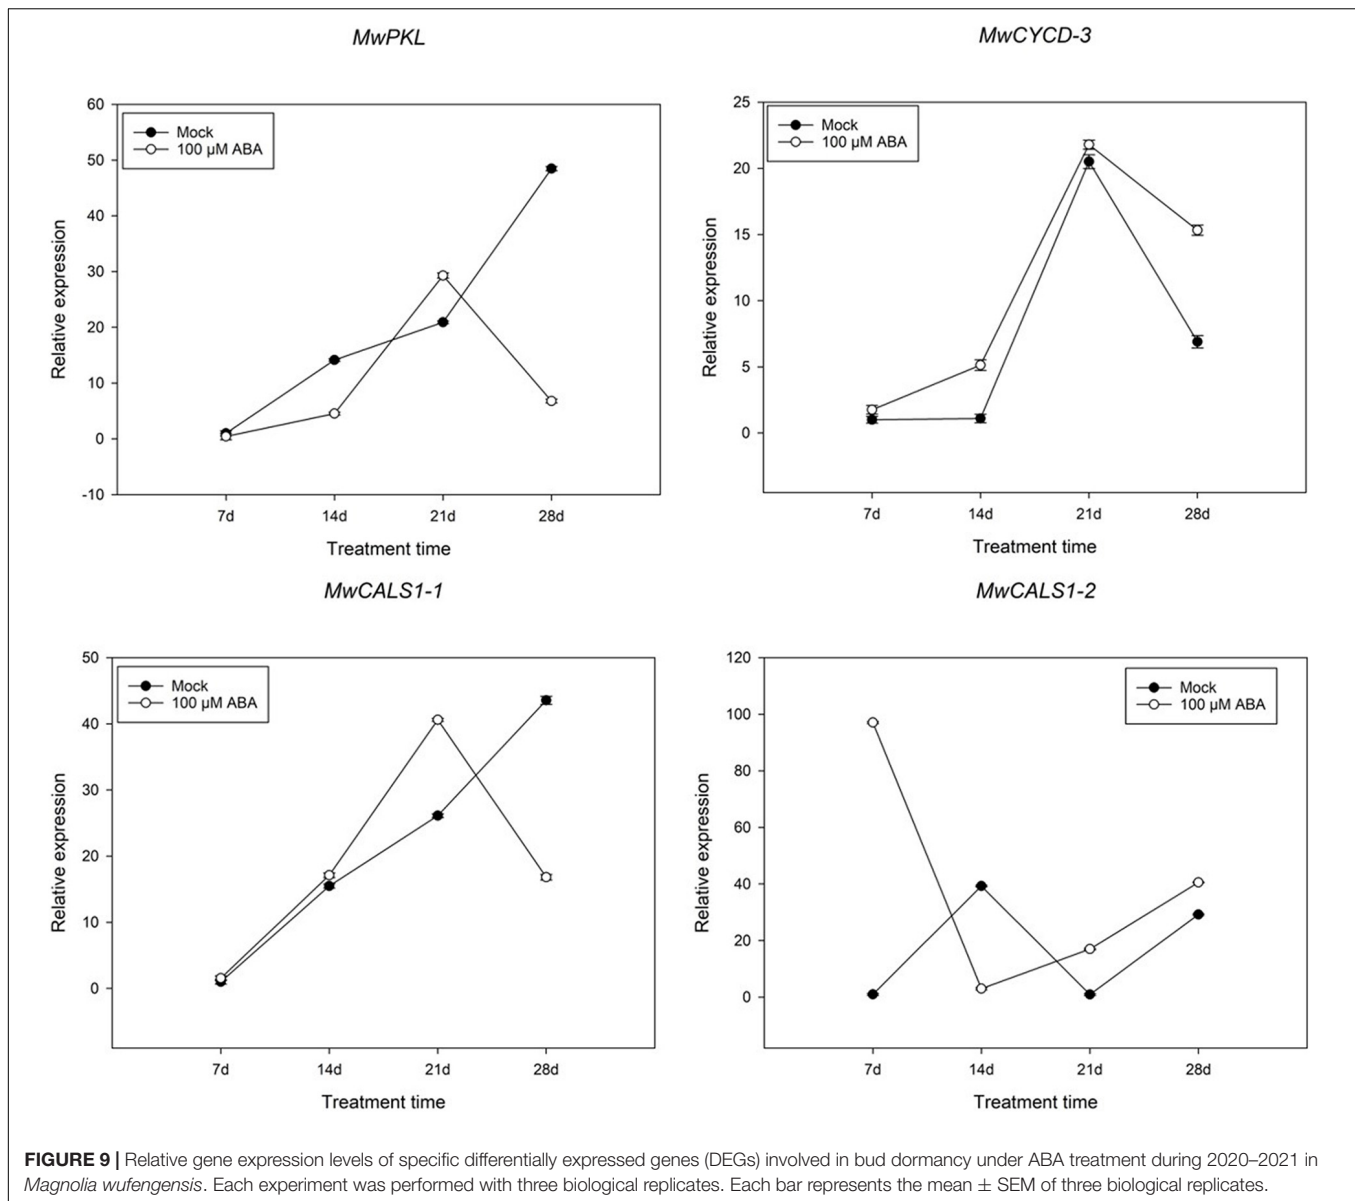 MwPKL
60
50
40
30
20
10
0
-10
Relative expression
Mock
100 µM ABA
7d 14d 21d 28d
Treatment time
MwCYCD-3
25
20
15
10
5
0
Relative expression
Mock
100 µM ABA
7d 14d 21d 28d
Treatment time
MwCALS1-1
50
40
30
20
10
0
Relative expression
Mock
100 µM ABA
7d 14d 21d 28d
Treatment time
MwCALS1-2
120
100
80
60
40
20
0
Relative expression
Mock
100 µM ABA
7d 14d 21d 28d
Treatment time
FIGURE 9 | Relative gene expression levels of specific differentially expressed genes (DEGs) involved in bud dormancy under ABA treatment during 2020–2021 in
Magnolia wufengensis. Each experiment was performed with three biological replicates. Each bar represents the mean ± SEM of three biological replicates.